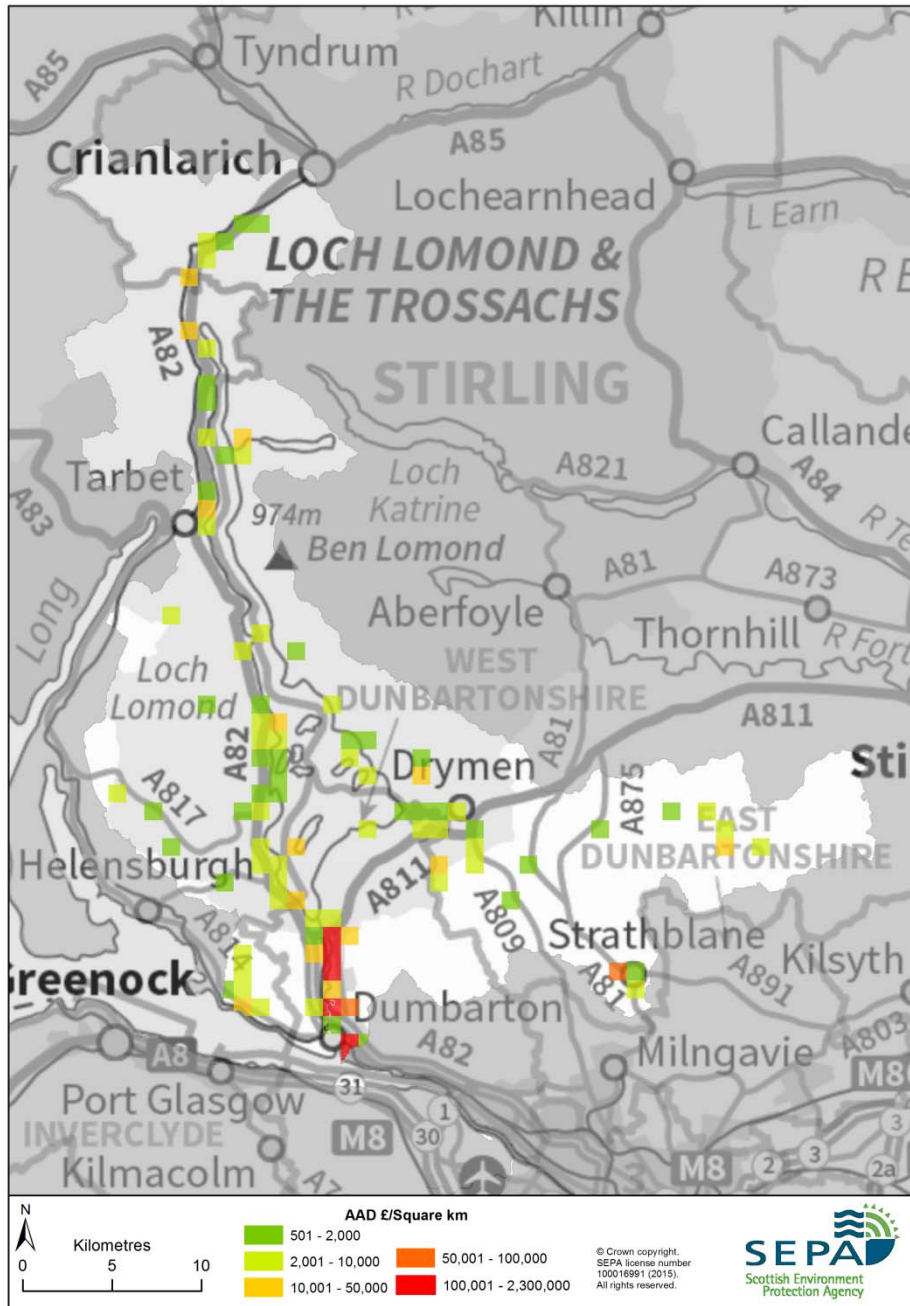 Killin
Tyndrum
A85
R Dochart
A85
Crianlarich
Lochearnhead
L Earn
LOCH LOMOND &
THE TROSSACHS
R E
A82
STIRLING
Callande
A821
A84
Tarbet
Loch
Katrine
A83
974m
Ben Lomond
R Te
A81
A873
Aberfoyle
Long
Thornhill
R Fort
WEST
DUNBARTONSHIRE
Loch
Lomond
A81
A811
A82
Drymen
A875
Sti
A817
EAST
DUNBARTONSHIRE
Helensburgh
A811
A809
Strathblane
A814
Greenock
A81
A891
Kilsyth
Dumbarton
A82
A803
A8
Milngavie
M80
31
Port Glasgow
1
INVERCLYDE
M8
30
3
3
Kilmacolm
A7
M8
2
2a
N
Kilometres
0 5 10
AAD £/Square km
501 - 2,000
2,001 - 10,000
10,001 - 50,000
50,001 - 100,000
100,001 - 2,300,000
© Crown copyright.
SEPA license number
100016991 (2015).
All rights reserved.
SEPA
Scottish Environment
Protection Agency